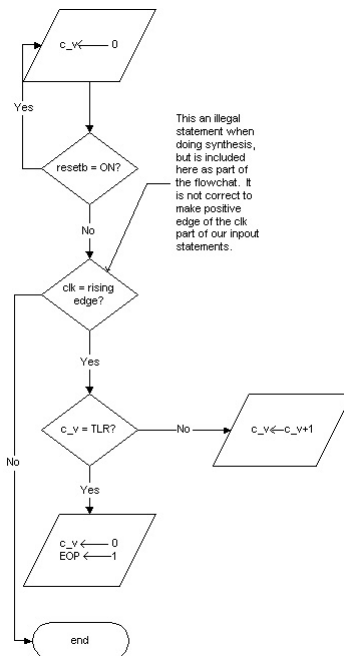 c_v ← 0
Yes
resetb = ON?
This an illegal
statement when
doing synthesis,
but is included
here as part of
the flowchat. It
is not correct to
make positive
edge of the clk
part of our inpout
statements.
No
clk = rising
edge?
Yes
c_v = TLR?
No
c_v←c_v+1
No
Yes
c_v ← 0
EOP ← 1
end